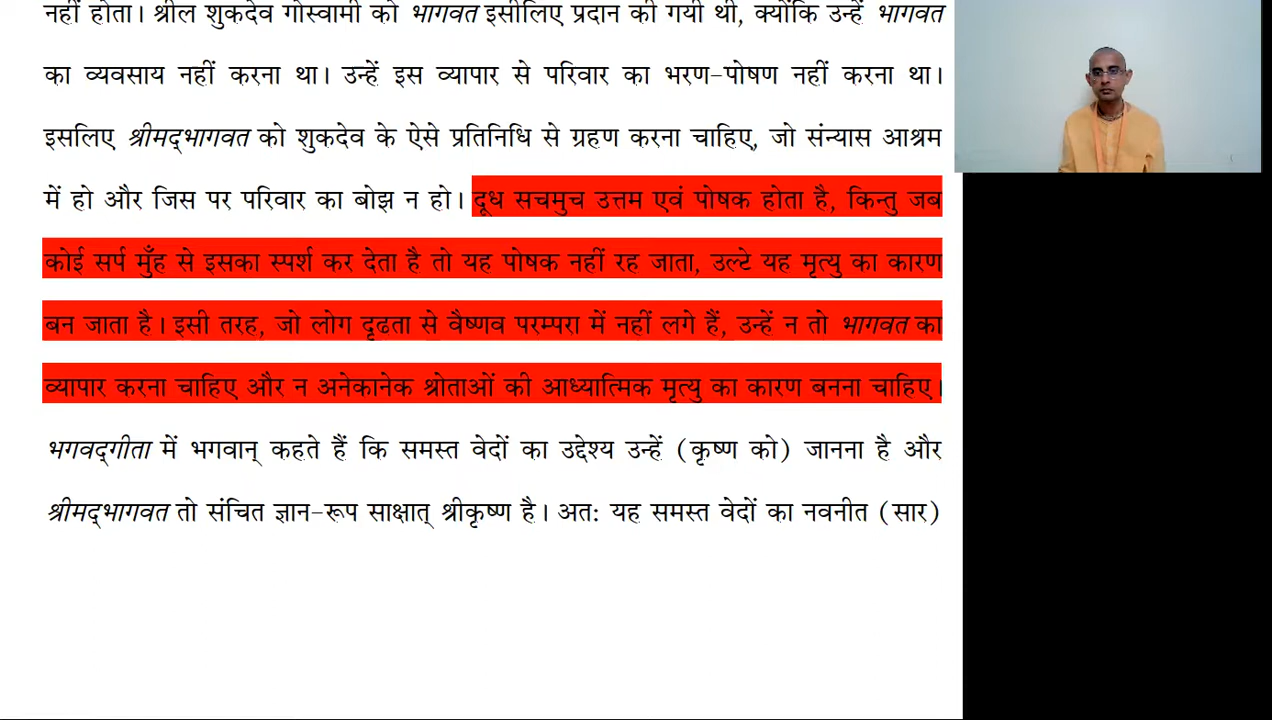 नहीं होता। श्रील शुकदेव गोस्वामी को भागवत इसीलिए प्रदान की गयी थी, क्योंकि उन्हें भागवत
का व्यवसाय नहीं करना था। उन्हें इस व्यापार से परिवार का भरण-पोषण नहीं करना था।
इसलिए श्रीमद्‌भागवत को शुकदेव के ऐसे प्रतिनिधि से ग्रहण करना चाहिए, जो संन्यास आश्रम
में हो और जिस पर परिवार का बोझ न हो। दूध सचमुच उत्तम एवं पोषक होता है, किन्तु जब
कोई सर्प मुँह से इसका स्पर्श कर देता है तो यह पोषक नहीं रह जाता, उल्टे यह मृत्यु का कारण
बन जाता है। इसी तरह, जो लोग दृढता से वैष्णव परम्परा में नहीं लगे हैं, उन्हें न तो भागवत का
व्यापार करना चाहिए और न अनेकानेक श्रोताओं की आध्यात्मिक मृत्यु का कारण बनना चाहिए।
भगवद्‌गीता में भगवान् कहते हैं कि समस्त वेदों का उद्देश्य उन्हें (कृष्ण को) जानना है और
श्रीमद्‌भागवत तो संचित ज्ञान-रूप साक्षात् श्रीकृष्ण है। अतः यह समस्त वेदों का नवनीत (सार)